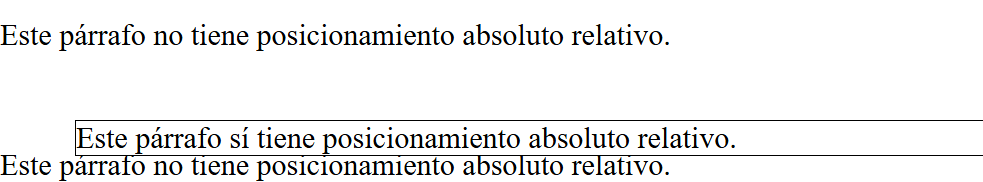 Este párrafo no tiene posicionamiento absoluto relativo.
Este párrafo sí tiene posicionamiento absoluto relativo.
Este párrafo no tiene posicionamiento absoluto relativo.